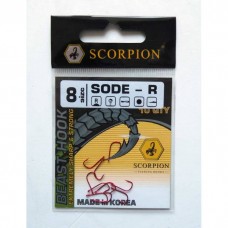 SCORPION
8
size
SODE - R
10 QTY
BEAST HOOK
SCORPION
MADE in KOREA